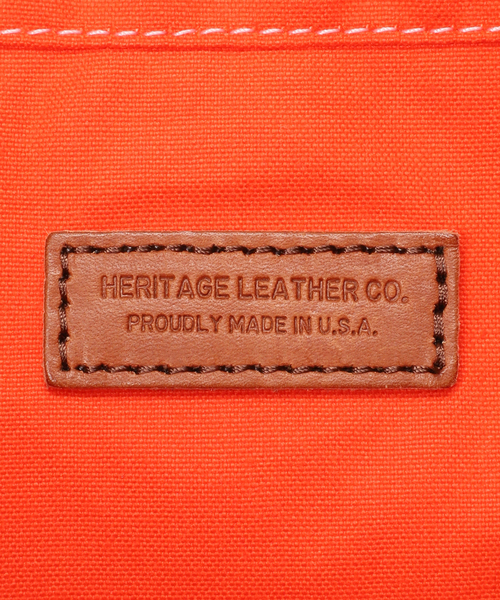 HERITAGE LEATHER CO.
PROUDLY MADE IN U.S.A.